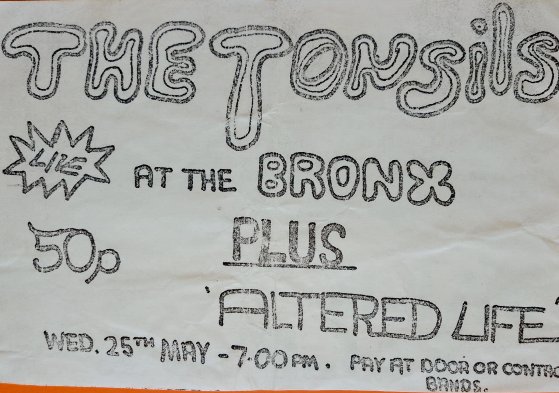 THE TONSils
LIVE
AT THE BRONX
50p
PLUS
'ALTERED LIFE
WED. 25TH MAY - 7.00 PM. PAY AT DOOR OR CONTAC
BANDS.